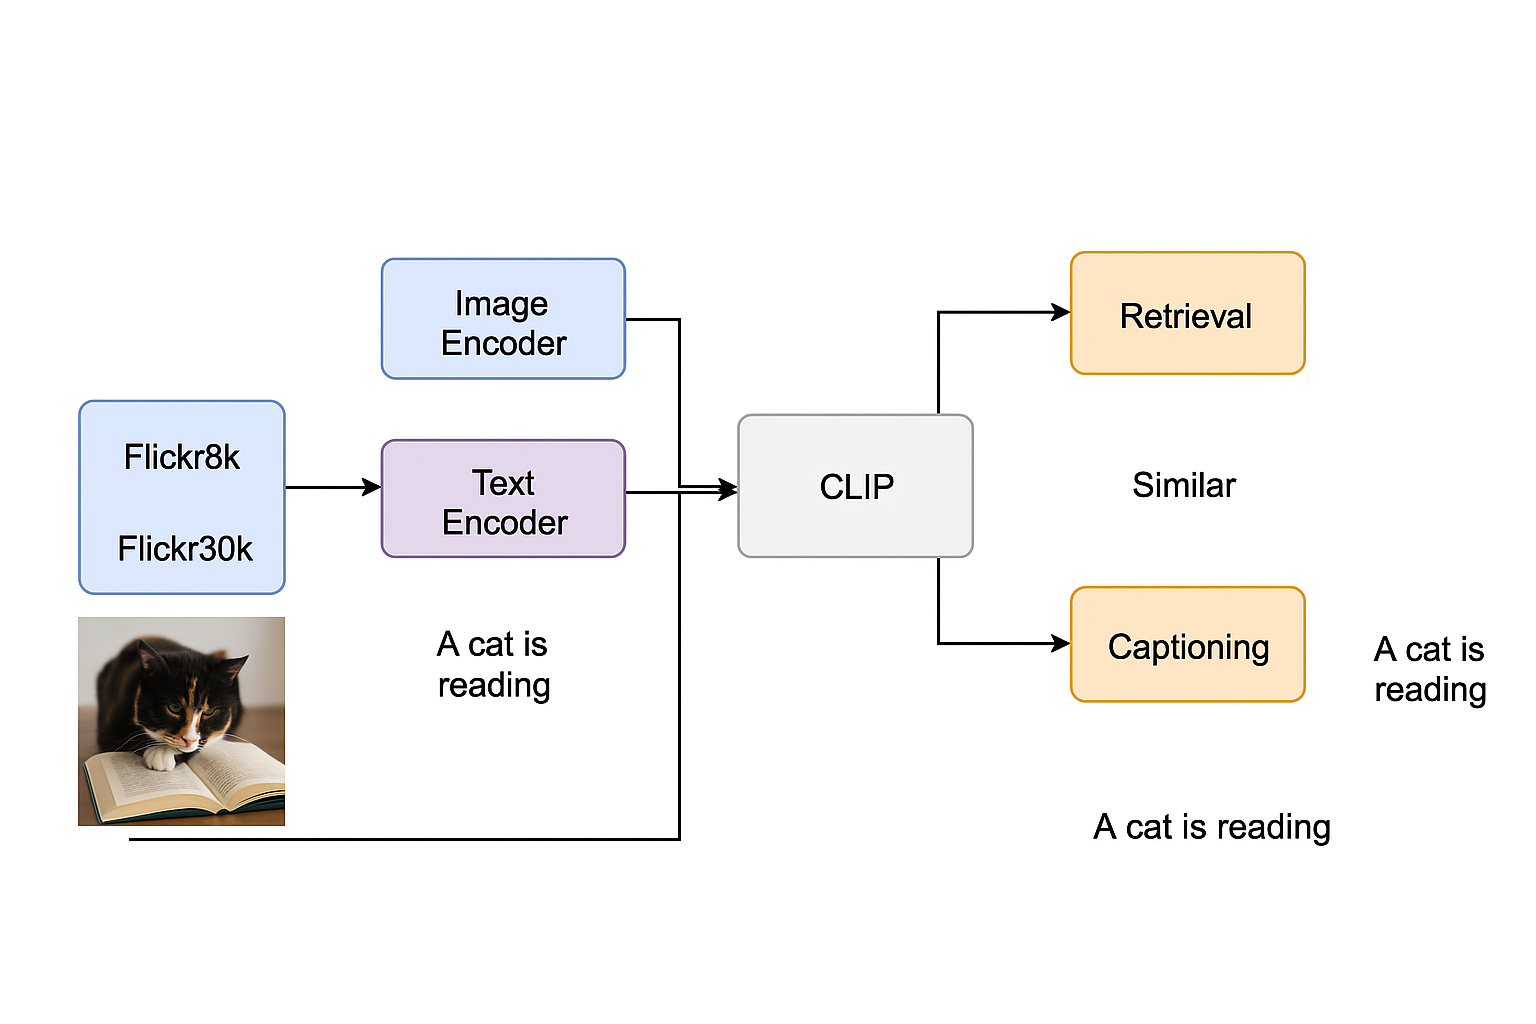 Image
Encoder
Retrieval
Flickr8k
Flickr30k
Text
Encoder
CLIP
Similar
A cat is
reading
Captioning
A cat is
reading
A cat is reading